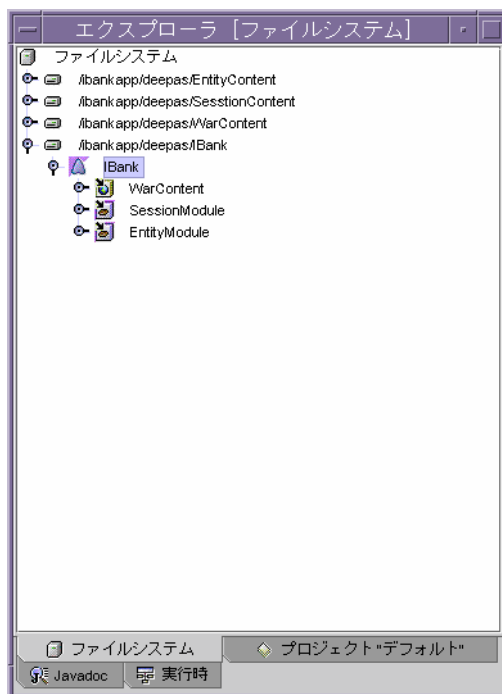 エクスプローラ [ファイルシステム]
ファイルシステム
/ibankapp/deepas/EntityContent
/ibankapp/deepas/SesstionContent
/ibankapp/deepas/WarContent
/ibankapp/deepas/IBank
IBank
WarContent
SessionModule
EntityModule
ファイルシステム
プロジェクト "デフォルト"
Javadoc
実行時